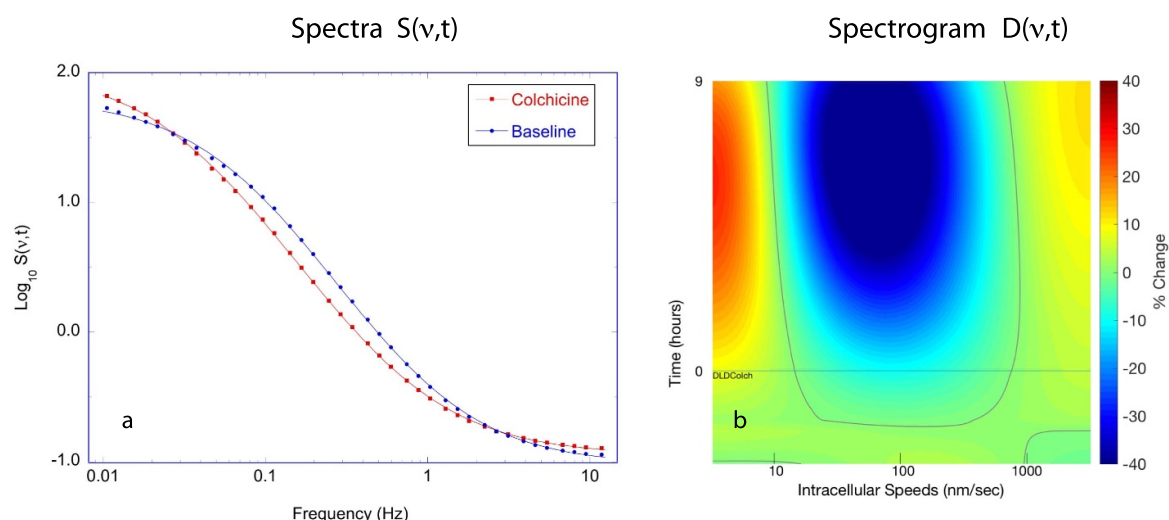 Spectra S(ν,t)
Spectrogram D(ν,t)
2.0
1.0
0.0
-1.0
Log10 S(ν,t)
Colchicine
Baseline
a
0.01
0.1
1
10
Frequency (Hz)
9
0
Time (hours)
DLDColch
b
10
100
1000
Intracellular Speeds (nm/sec)
40
30
20
10
0
-10
-20
-30
-40
% Change